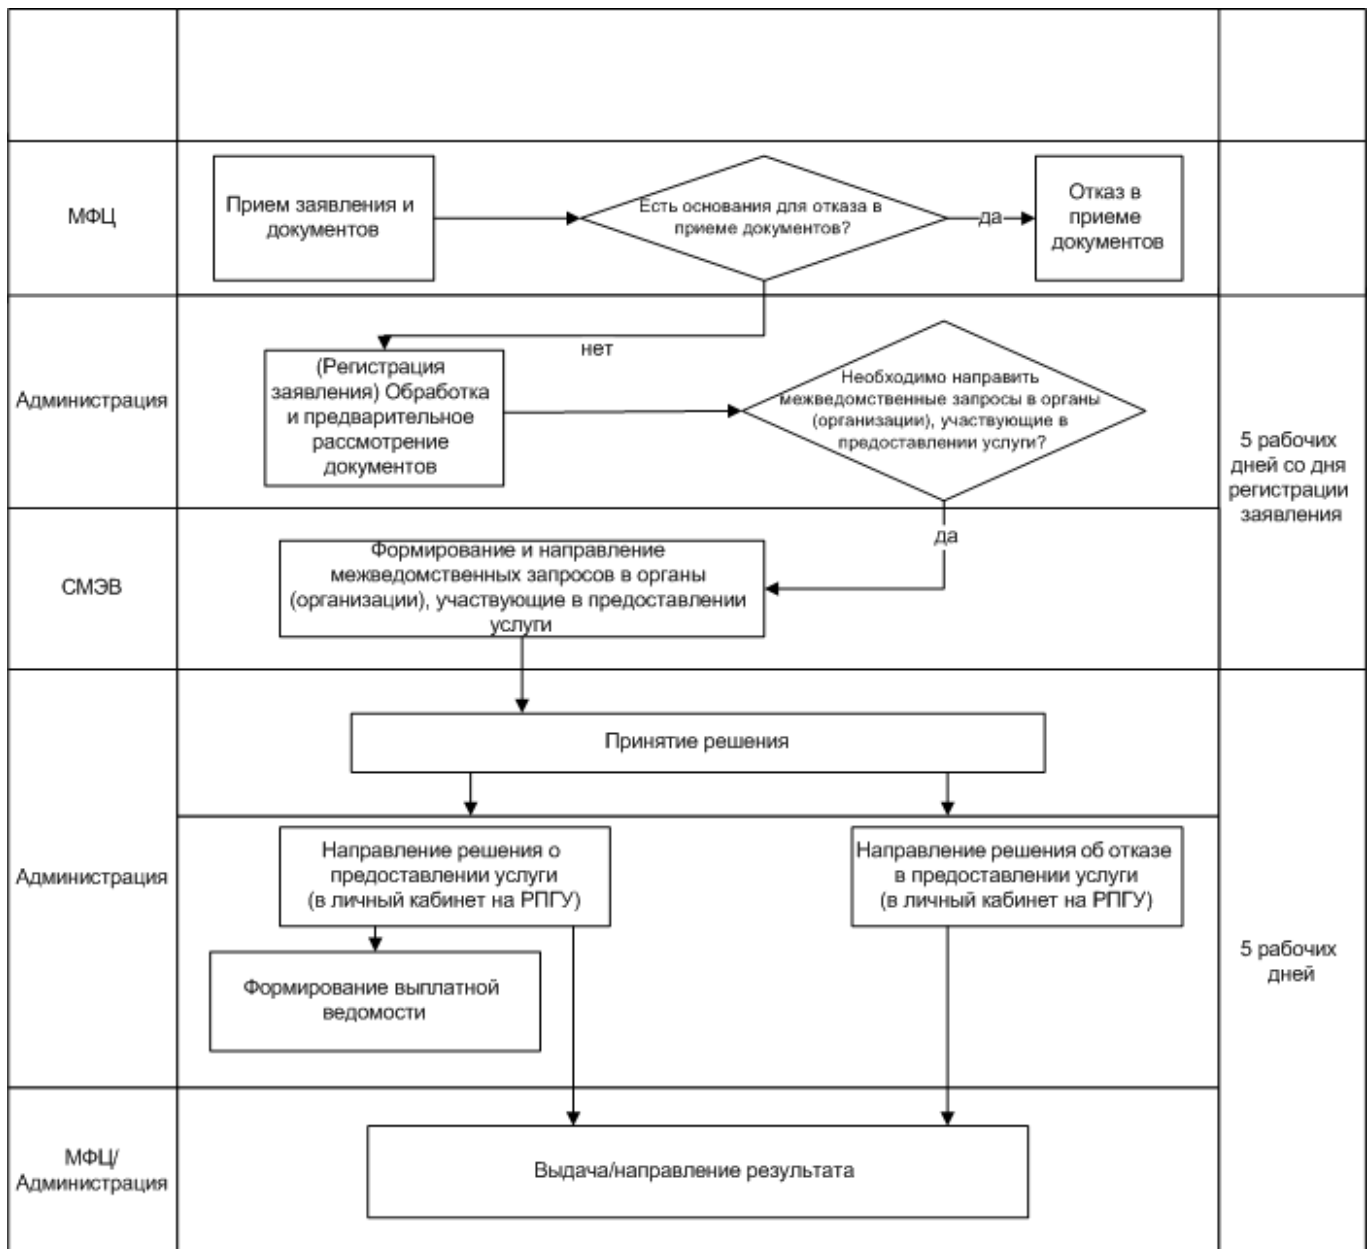 МФЦ
Прием заявления и
документов
Есть основания для отказа в
приеме документов?
да
Отказ в
приеме
документов
Администрация
нет
(Регистрация
заявления) Обработка
и предварительное
рассмотрение
документов
Необходимо направить
межведомственные запросы в органы
(организации), участвующие в
предоставлении услуги?
5 рабочих
дней со дня
регистрации
заявления
СМЭВ
да
Формирование и направление
межведомственных запросов в органы
(организации), участвующие в предоставлении
услуги
Принятие решения
Администрация
Направление решения о
предоставлении услуги
(в личный кабинет на РПГУ)
Направление решения об отказе
в предоставлении услуги
(в личный кабинет на РПГУ)
Формирование выплатной
ведомости
5 рабочих
дней
МФЦ/
Администрация
Выдача/направление результата